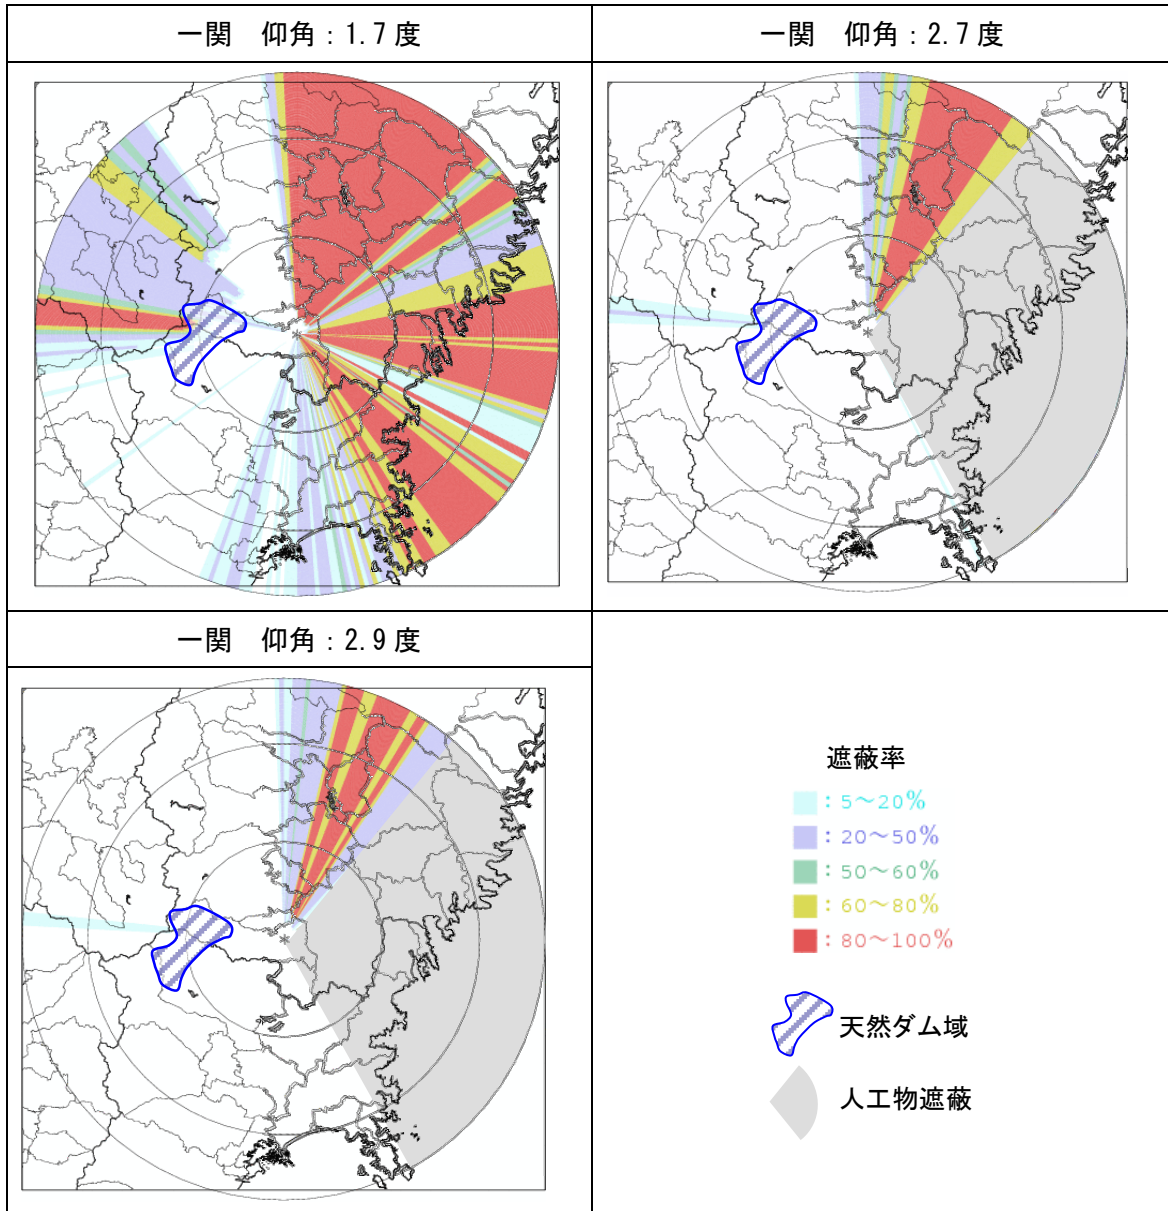 一関　仰角：1.7 度
一関　仰角：2.7 度
一関　仰角：2.9 度
遮蔽率
：5～20%
：20～50%
：50～60%
：60～80%
：80～100%
天然ダム域
人工物遮蔽